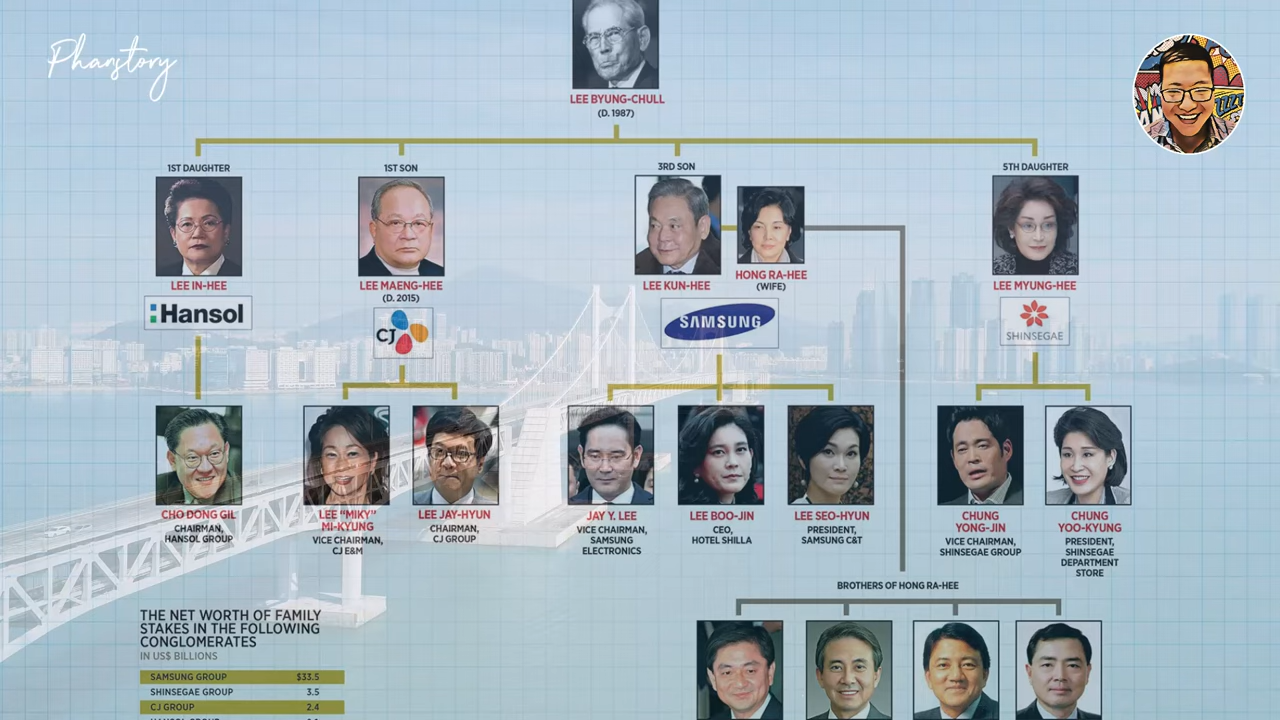 Phanstory
LEE BYUNG-CHULL
(D. 1987)
1ST DAUGHTER
1ST SON
3RD SON
5TH DAUGHTER
LEE IN-HEE
LEE MAENG-HEE
(D. 2015)
LEE KUN-HEE
HONG RA-HEE
(WIFE)
LEE MYUNG-HEE
Hansol
CJ
SAMSUNG
SHINSEGAE
CHO DONG GIL
CHAIRMAN,
HANSOL GROUP
LEE "MIKY"
MI-KYUNG
VICE CHAIRMAN,
CJ E&M
LEE JAY-HYUN
CHAIRMAN,
CJ GROUP
JAY Y. LEE
VICE CHAIRMAN,
SAMSUNG
ELECTRONICS
LEE BOO-JIN
CEO,
HOTEL SHILLA
LEE SEO-HYUN
PRESIDENT,
SAMSUNG C&T
CHUNG
YONG-JIN
VICE CHAIRMAN,
SHINSEGAE GROUP
CHUNG
YOO-KYUNG
PRESIDENT,
SHINSEGAE
DEPARTMENT
STORE
BROTHERS OF HONG RA-HEE
THE NET WORTH OF FAMILY
STAKES IN THE FOLLOWING
CONGLOMERATES
IN US$ BILLIONS
SAMSUNG GROUP $33.5
SHINSEGAE GROUP 3.5
CJ GROUP 2.4